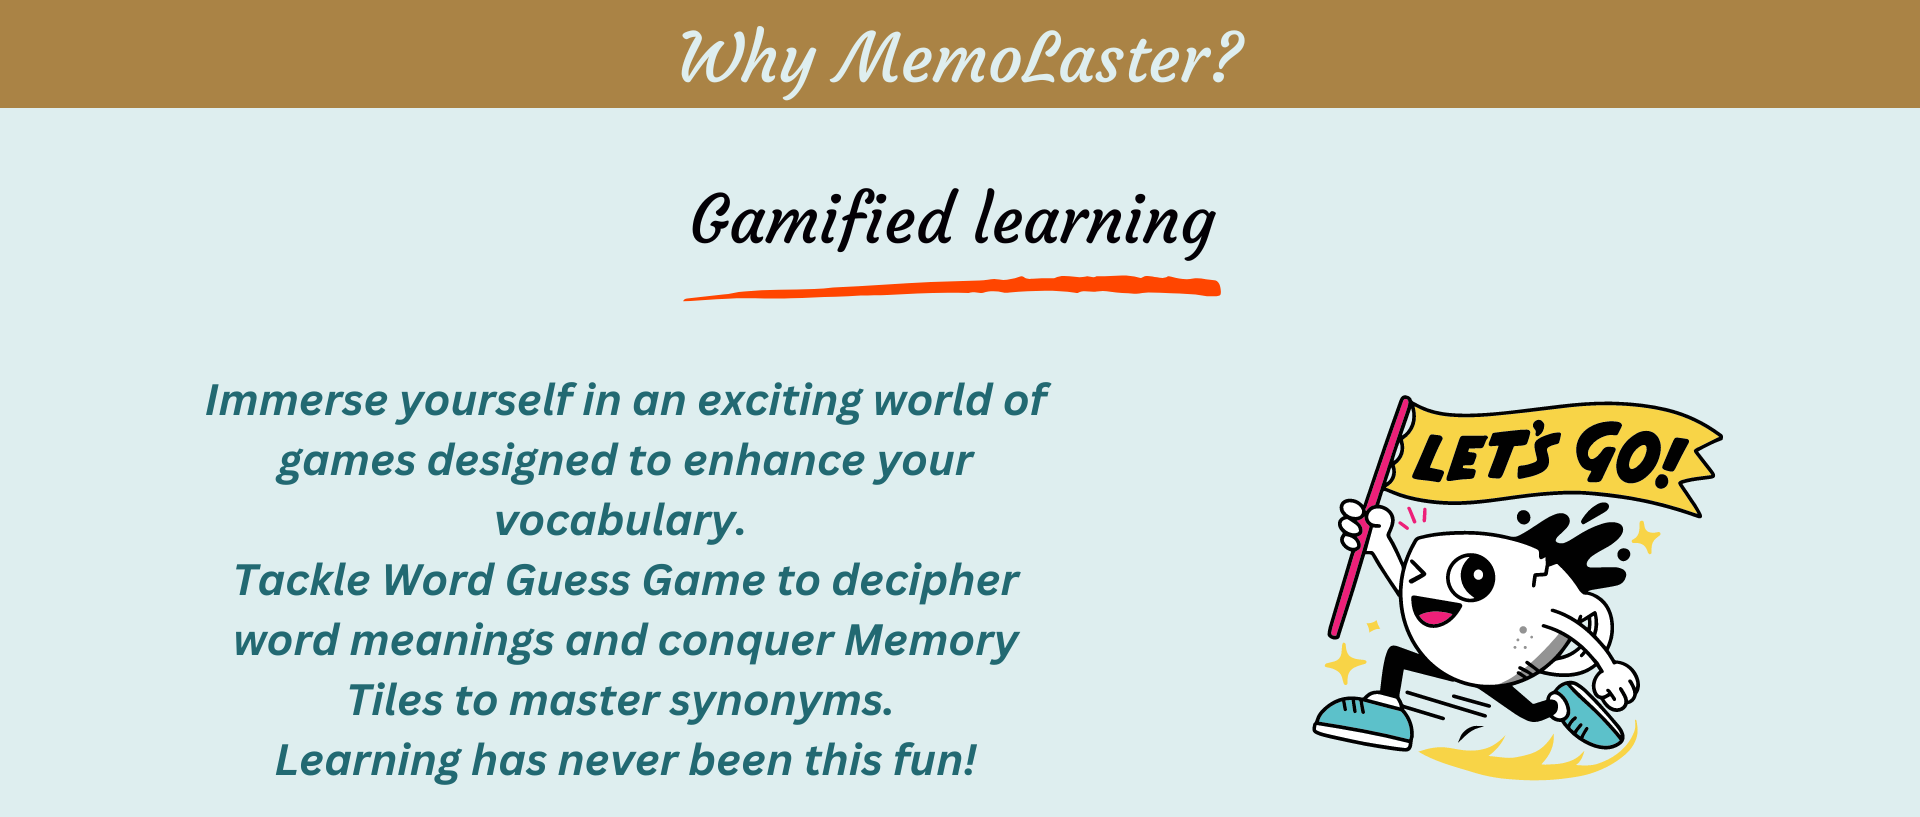 Why MemoLaster?
Gamified learning
Immerse yourself in an exciting world of
games designed to enhance your
vocabulary.
Tackle Word Guess Game to decipher
word meanings and conquer Memory
Tiles to master synonyms.
Learning has never been this fun!
LET'S GO!